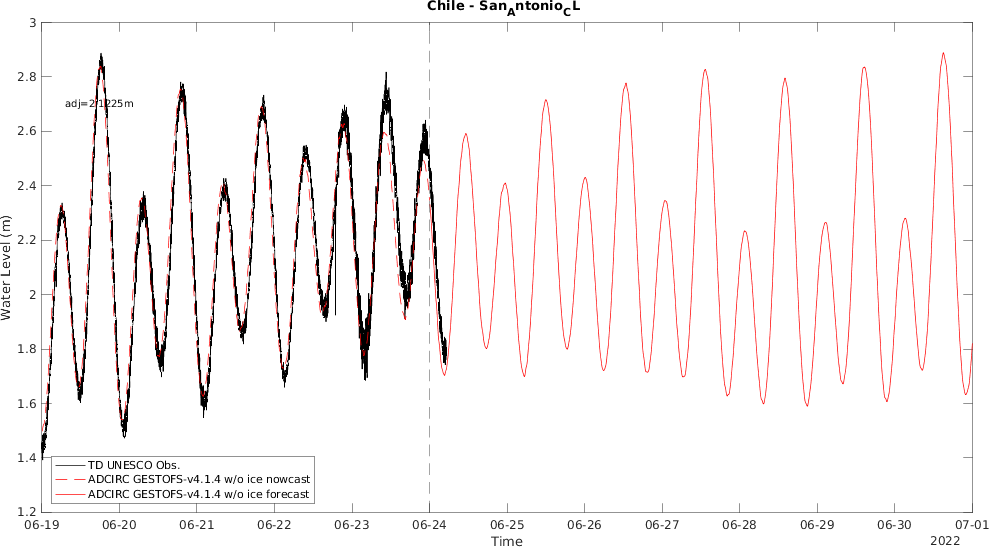 Chile - SanAntonioCL
3
2.8
adj=2.1225m
2.6
2.4
2.2
2
1.8
1.6
1.4
1.2
Water Level (m)
TD UNESCO Obs.
ADCIRC GESTOFS-v4.1.4 w/o ice nowcast
ADCIRC GESTOFS-v4.1.4 w/o ice forecast
06-19 06-20 06-21 06-22 06-23 06-24 06-25 06-26 06-27 06-28 06-29 06-30 07-01
Time
2022